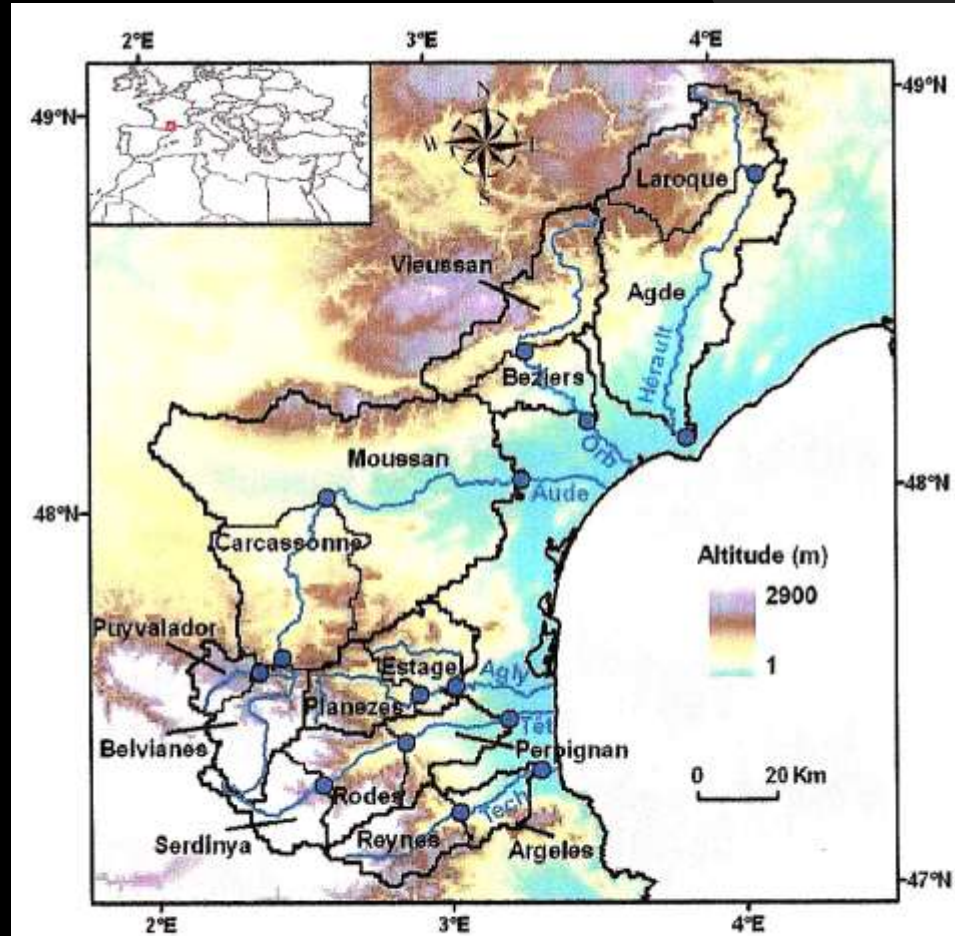 2°E
3°E
4°E
49°N
49°N
N
W
S
Laroque
Vieussan
Agde
Hérault
Beziers
Orb
Moussan
Aude
48°N
48°N
Carcassonne
Altitude (m)
2900
1
Puyvalador
Estagel
Agly
Planezes
Têt
Belvianes
Perpignan
0 20 Km
Rodes
Tech
Serdinya
Reynes
Argeles
47°N
2°E
3°E
4°E